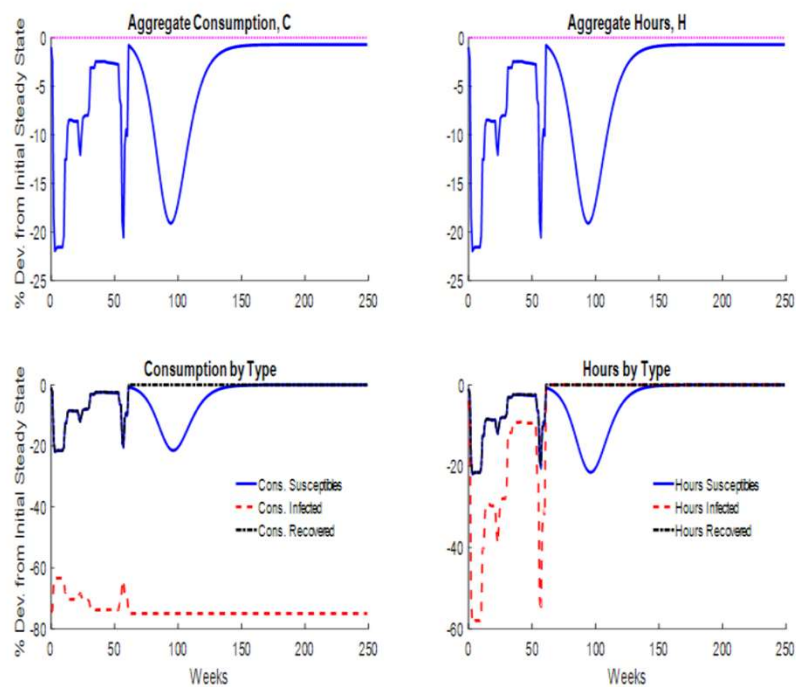 Aggregate Consumption, C
% Dev. from Initial Steady State
0
-5
-10
-15
-20
-25
0 50 100 150 200 250
Aggregate Hours, H
0
-5
-10
-15
-20
-25
0 50 100 150 200 250
Consumption by Type
% Dev. from Initial Steady State
0
-20
-40
-60
-80
Cons. Susceptibles
Cons. Infected
Cons. Recovered
0 50 100 150 200 250
Weeks
Hours by Type
0
-20
-40
-60
Hours Susceptibles
Hours Infected
Hours Recovered
0 50 100 150 200 250
Weeks